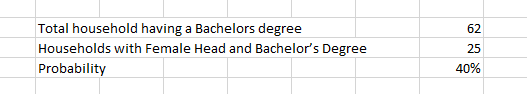 Total household having a Bachelors degree 62
Households with Female Head and Bachelor’s Degree 25
Probability 40%